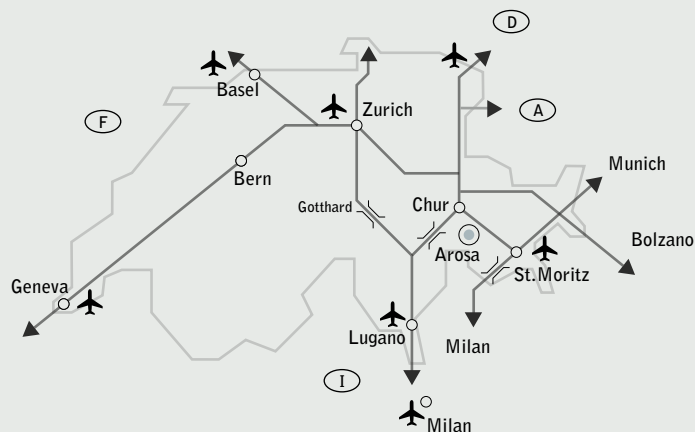 D
Basel
Zurich
A
F
Munich
Bern
Gotthard
Chur
Bolzano
Arosa
St.Moritz
Geneva
Lugano
Milan
I
Milan